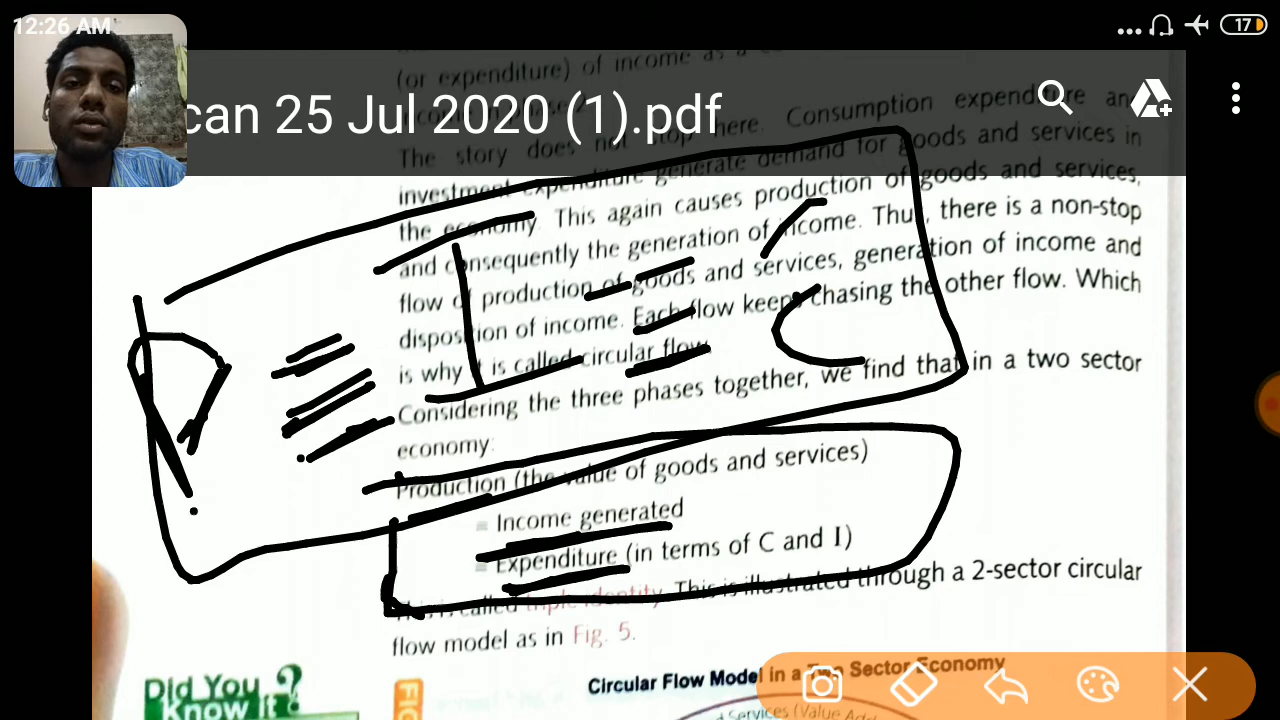 12:26 AM
17
(or expenditure) of income as a
can 25 Jul 2020 (1).pdf
The story does not stop here. Consumption expenditure and
investment expenditure generate demand for goods and services in
the economy. This again causes production of goods and services,
and consequently the generation of income. Thus, there is a non-stop
flow of production of goods and services, generation of income and
disposition of income. Each flow keeps chasing the other flow. Which
is why it is called circular flow.
Considering the three phases together, we find that in a two sector
economy:
Production (the value of goods and services)
≡ Income generated
≡ Expenditure (in terms of C and I)
This is called triple identity. This is illustrated through a 2-sector circular
flow model as in Fig. 5.
Did You
Know it?
Circular Flow Model in a Two Sector Economy
Services (Value
P = I = C